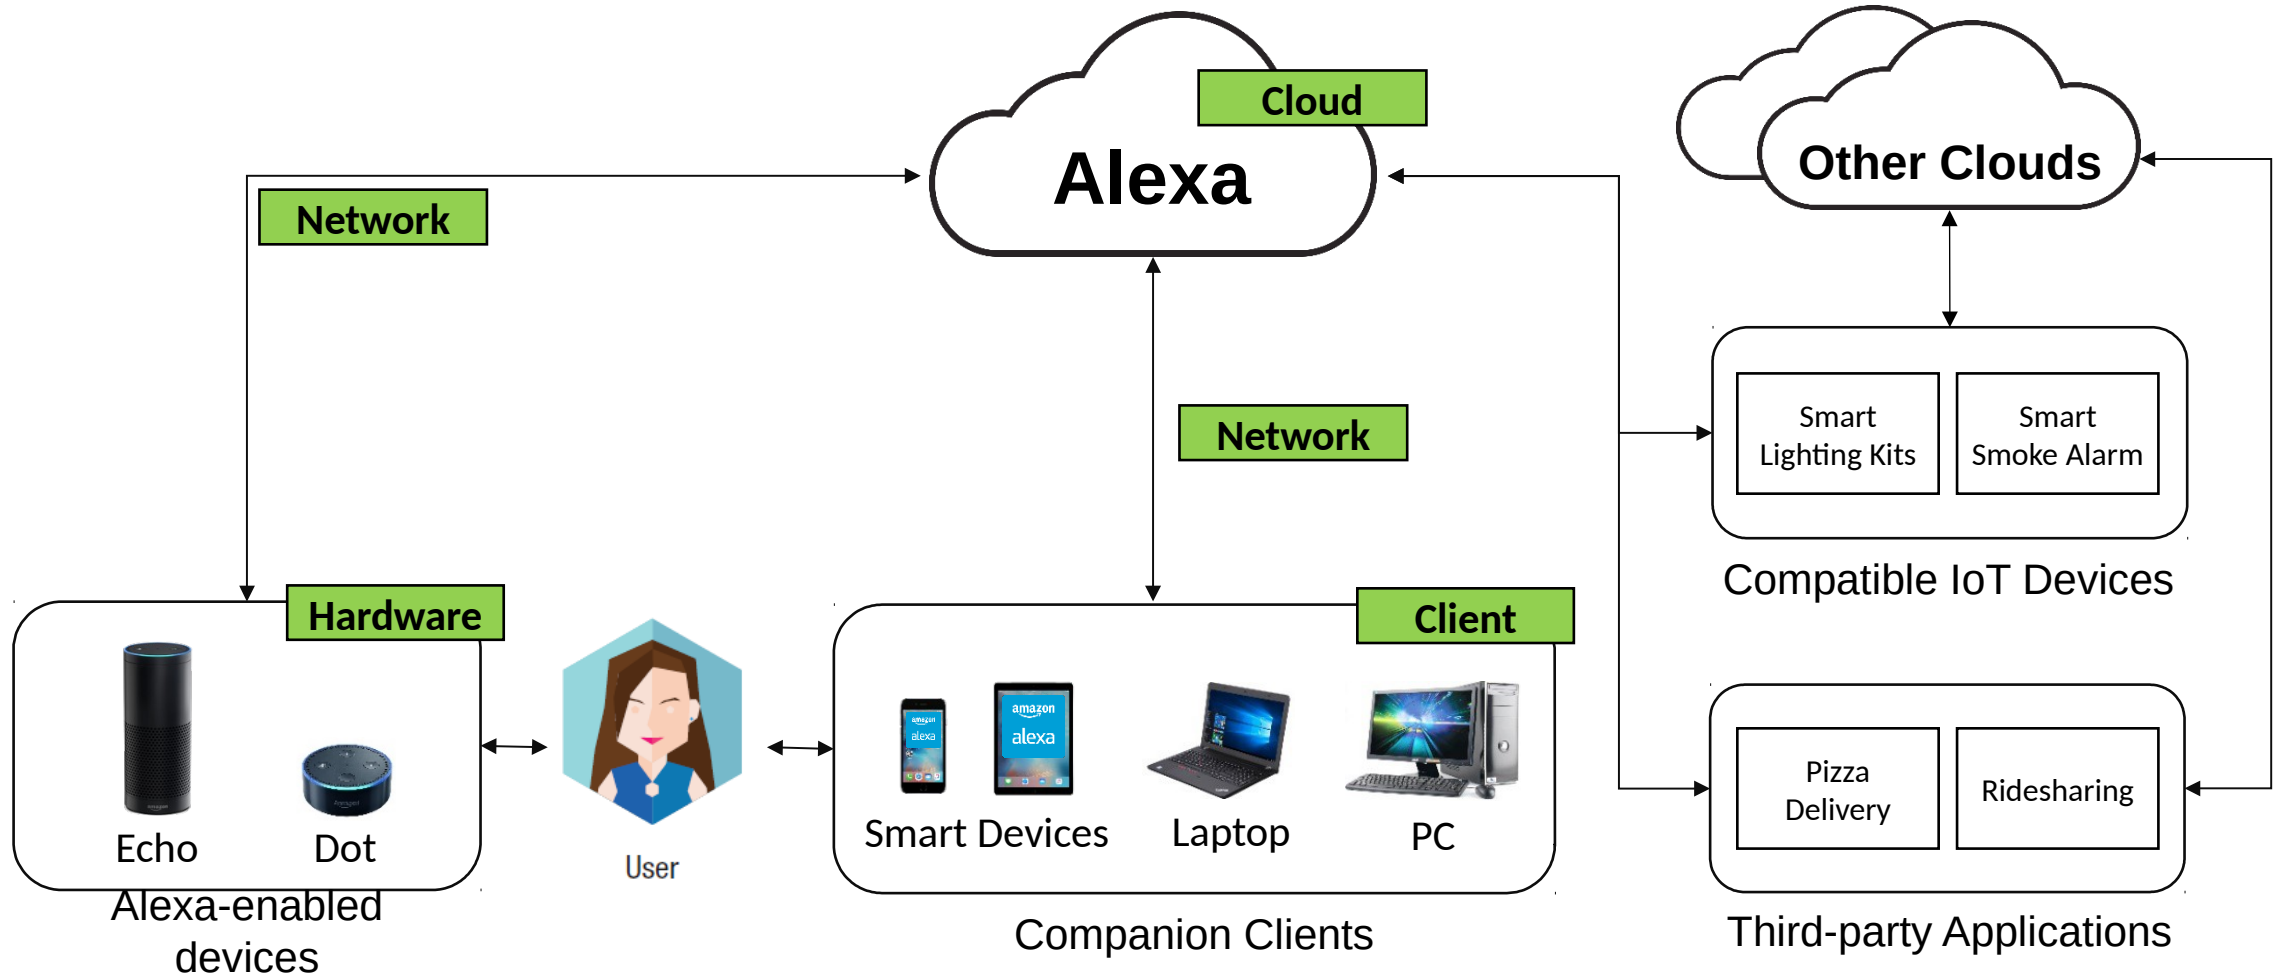 Cloud
Alexa
Other Clouds
Network
Network
Smart
Lighting Kits
Smart
Smoke Alarm
Compatible IoT Devices
Hardware
Client
amazon
alexa
amazon
alexa
Echo
Dot
User
Smart Devices
Laptop
PC
Pizza
Delivery
Ridesharing
Alexa-enabled
devices
Companion Clients
Third-party Applications